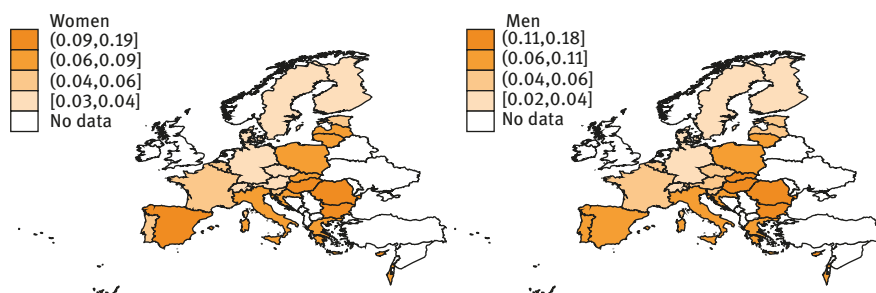 Women
(0.09,0.19]
(0.06,0.09]
(0.04,0.06]
[0.03,0.04]
No data
Men
(0.11,0.18]
(0.06,0.11]
(0.04,0.06]
[0.02,0.04]
No data